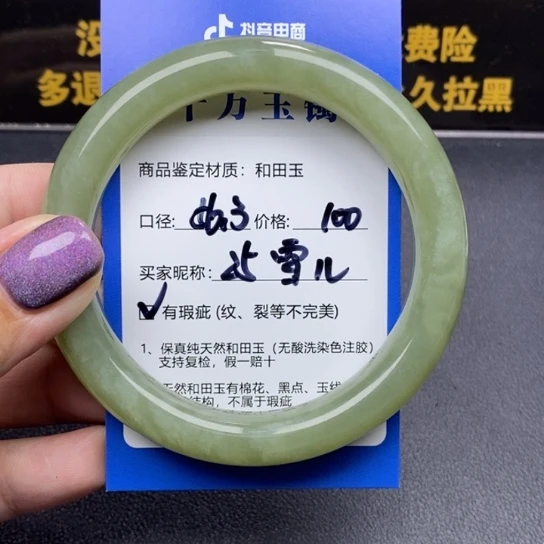 抖音电商
费险
多退
久拉黑
万玉镯
商品鉴定材质：和田玉
口径: 价格: 100
买家昵称: 雪儿
有瑕疵 (纹、裂等不完美)
1、保真纯天然和田玉（无酸洗染色注胶）
支持复检，假一赔十
然和田玉有棉花、黑点、玉线
结构，不属于瑕疵